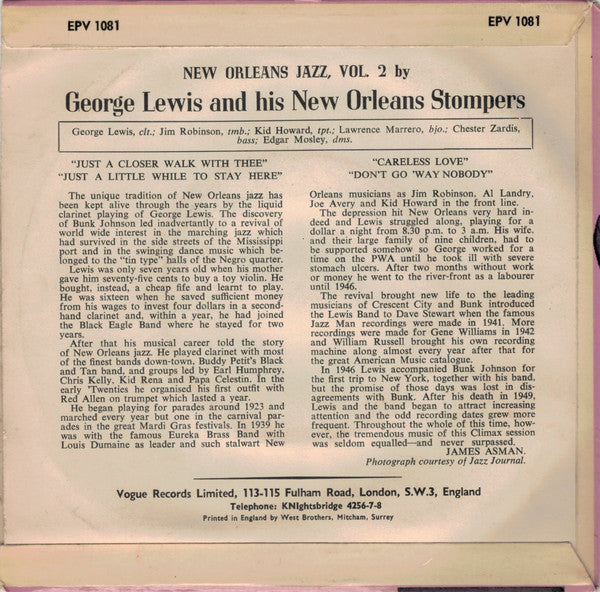 EPV 1081
EPV 1081
NEW ORLEANS JAZZ, VOL. 2 by
George Lewis and his New Orleans Stompers
George Lewis, clt.; Jim Robinson, tmb.; Kid Howard, tpt.; Lawrence Marrero, bjo.; Chester Zardis,
bass; Edgar Mosley, dms.
"JUST A CLOSER WALK WITH THEE"
"JUST A LITTLE WHILE TO STAY HERE"
The unique tradition of New Orleans jazz has
been kept alive through the years by the liquid
clarinet playing of George Lewis. The discovery
of Bunk Johnson led inadvertantly to a revival of
world wide interest in the marching jazz which
had survived in the side streets of the Mississippi
port and in the swinging dance music which be-
longed to the "tin type" halls of the Negro quarter.
Lewis was only seven years old when his mother
gave him seventy-five cents to buy a toy violin. He
bought, instead, a cheap fife and learnt to play.
He was sixteen when he saved sufficient money
from his wages to invest four dollars in a second-
hand clarinet and, within a year, he had joined
the Black Eagle Band where he stayed for two
years.
After that his musical career told the story
of New Orleans jazz. He played clarinet with most
of the finest bands down-town. Buddy Petit's Black
and Tan band, and groups led by Earl Humphrey,
Chris Kelly, Kid Rena and Papa Celestin. In the
early 'Twenties he organised his first outfit with
Red Allen on trumpet which lasted a year.
He began playing for parades around 1923 and
marched every year but one in the carnival par-
ades in the great Mardi Gras festivals. In 1939 he
was with the famous Eureka Brass Band with
Louis Dumaine as leader and such stalwart New
"CARELESS LOVE"
"DON'T GO 'WAY NOBODY"
Orleans musicians as Jim Robinson, Al Landry,
Joe Avery and Kid Howard in the front line.
The depression hit New Orleans very hard in-
deed and Lewis struggled along, playing for a
dollar a night from 8.30 p.m. to 3 a.m. His wife,
and their large family of nine children, had to
be supported somehow so George worked for a
time on the PWA until he took ill with severe
stomach ulcers. After two months without work
or money he went to the river-front as a labourer
until 1946.
The revival brought new life to the leading
musicians of Crescent City and Bunk introduced
the Lewis Band to Dave Stewart when the famous
Jazz Man recordings were made in 1941. More
recordings were made for Gene Williams in 1942
and William Russell brought his own recording
machine along almost every year after that for
the great American Music catalogue.
In 1946 Lewis accompanied Bunk Johnson for
the first trip to New York, together with his band,
but the promise of those days was lost in dis-
agreements with Bunk. After his death in 1949,
Lewis and the band began to attract increasing
attention and the odd recording dates grew more
frequent. Throughout the whole of this time, how-
ever, the tremendous music of this Climax session
was seldom equalled—and never surpassed.
JAMES ASMAN.
Photograph courtesy of Jazz Journal.
Vogue Records Limited, 113-115 Fulham Road, London, S.W.3, England
Telephone: KNIghtsbridge 4256-7-8
Printed in England by West Brothers, Mitcham, Surrey